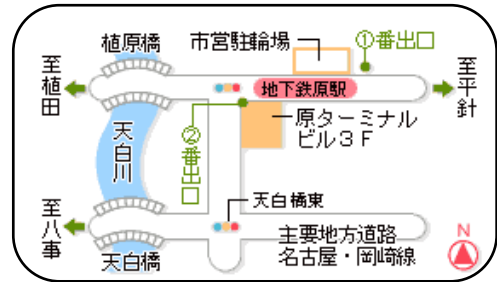 植原橋
市営駐輪場
①番出口
至植田
地下鉄原駅
至平針
原ターミナル
ビル3F
天白川
②番出口
天白橋東
至八事
主要地方道路
名古屋・岡崎線
天白橋
N